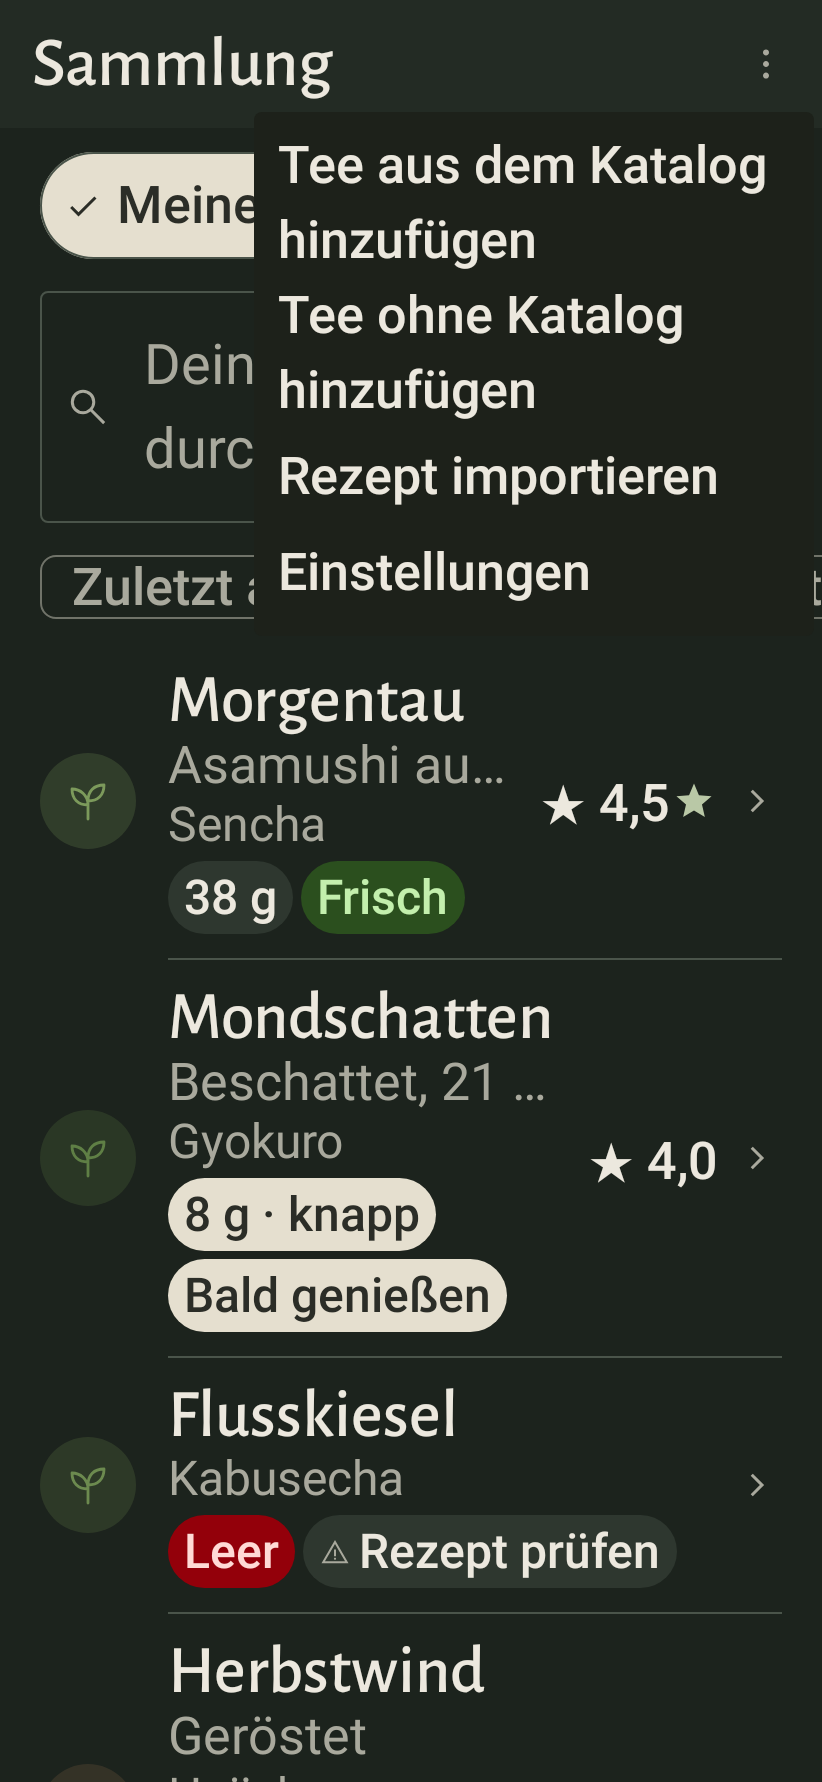 Sammlung
Meine
Tee aus dem Katalog
hinzufügen
Tee ohne Katalog
hinzufügen
Rezept importieren
Einstellungen
Dein
durc
Zuletzt
Morgentau
Asamushi au…
Sencha
★ 4,5
38 g
Frisch
Mondschatten
Beschattet, 21 …
Gyokuro
★ 4,0
8 g · knapp
Bald genießen
Flusskiesel
Kabusecha
Leer
Rezept prüfen
Herbstwind
Geröstet